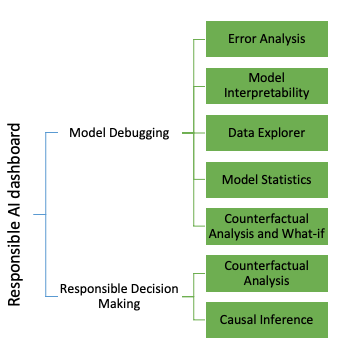 Responsible AI dashboard
Model Debugging
Error Analysis
Model
Interpretability
Data Explorer
Model Statistics
Counterfactual
Analysis and What-if
Responsible Decision
Making
Counterfactual
Analysis
Causal Inference